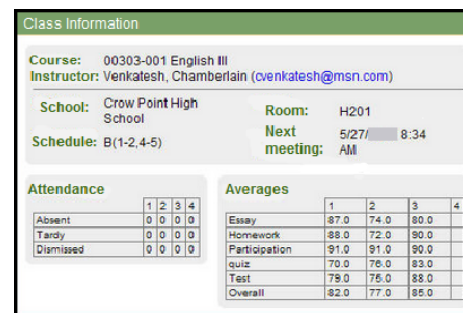 Class Information
Course: 00303-001 English III
Instructor: Venkatesh, Chamberlain (cvenkatesh@msn.com)
School: Crow Point High School
Room: H201
Schedule: B(1-2,4-5)
Next meeting: 5/27/ 8:34 AM
Attendance
1 2 3 4
Absent 0 0 0 0
Tardy 0 0 0 0
Dismissed 0 0 0 0
Averages
1 2 3 4
Essay 87.0 74.0 80.0
Homework 88.0 72.0 90.0
Participation 91.0 91.0 90.0
quiz 70.0 76.0 83.0
Test 79.0 75.0 88.0
Overall 82.0 77.0 85.0